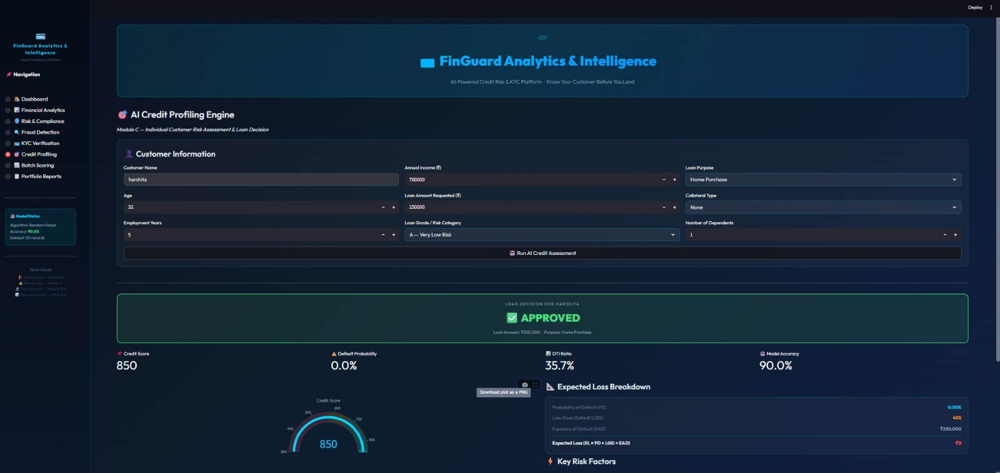 Deploy
FinGuard Analytics &
Intelligence
Credit Intelligence Platform
Navigation
Dashboard
Financial Analytics
Risk & Compliance
Fraud Detection
KYC Verification
Credit Profiling
Batch Scoring
Portfolio Reports
Model Status
Algorithm: Random Forest
Accuracy: 90.0%
Dataset: 50 records
TEAM ROLES
ML Architect — Module A
Risk Analyst — Module D
Business Analyst — Module C
FinGuard Analytics & Intelligence
AI-Powered Credit Risk & KYC Platform · Know Your Customer Before You Lend
AI Credit Profiling Engine
Module C — Individual Customer Risk Assessment & Loan Decision
Customer Information
Customer Name
harshita
Annual Income (₹)
700000
Loan Purpose
Home Purchase
Age
32
Loan Amount Requested (₹)
250000
Collateral Type
None
Employment Years
5
Loan Grade / Risk Category
A — Very Low Risk
Number of Dependents
1
Run AI Credit Assessment
LOAN DECISION FOR HARSHITA
APPROVED
Loan Amount: ₹250,000 · Purpose: Home Purchase
Credit Score
850
Default Probability
0.0%
DTI Ratio
35.7%
Model Accuracy
90.0%
Download plot as a PNG
Credit Score
300
400
500
600
700
800
850
Expected Loss Breakdown
Probability of Default (PD) 0.00%
Loss Given Default (LGD) 45%
Exposure at Default (EAD) ₹250,000
Expected Loss (EL = PD × LGD × EAD) ₹0
Key Risk Factors